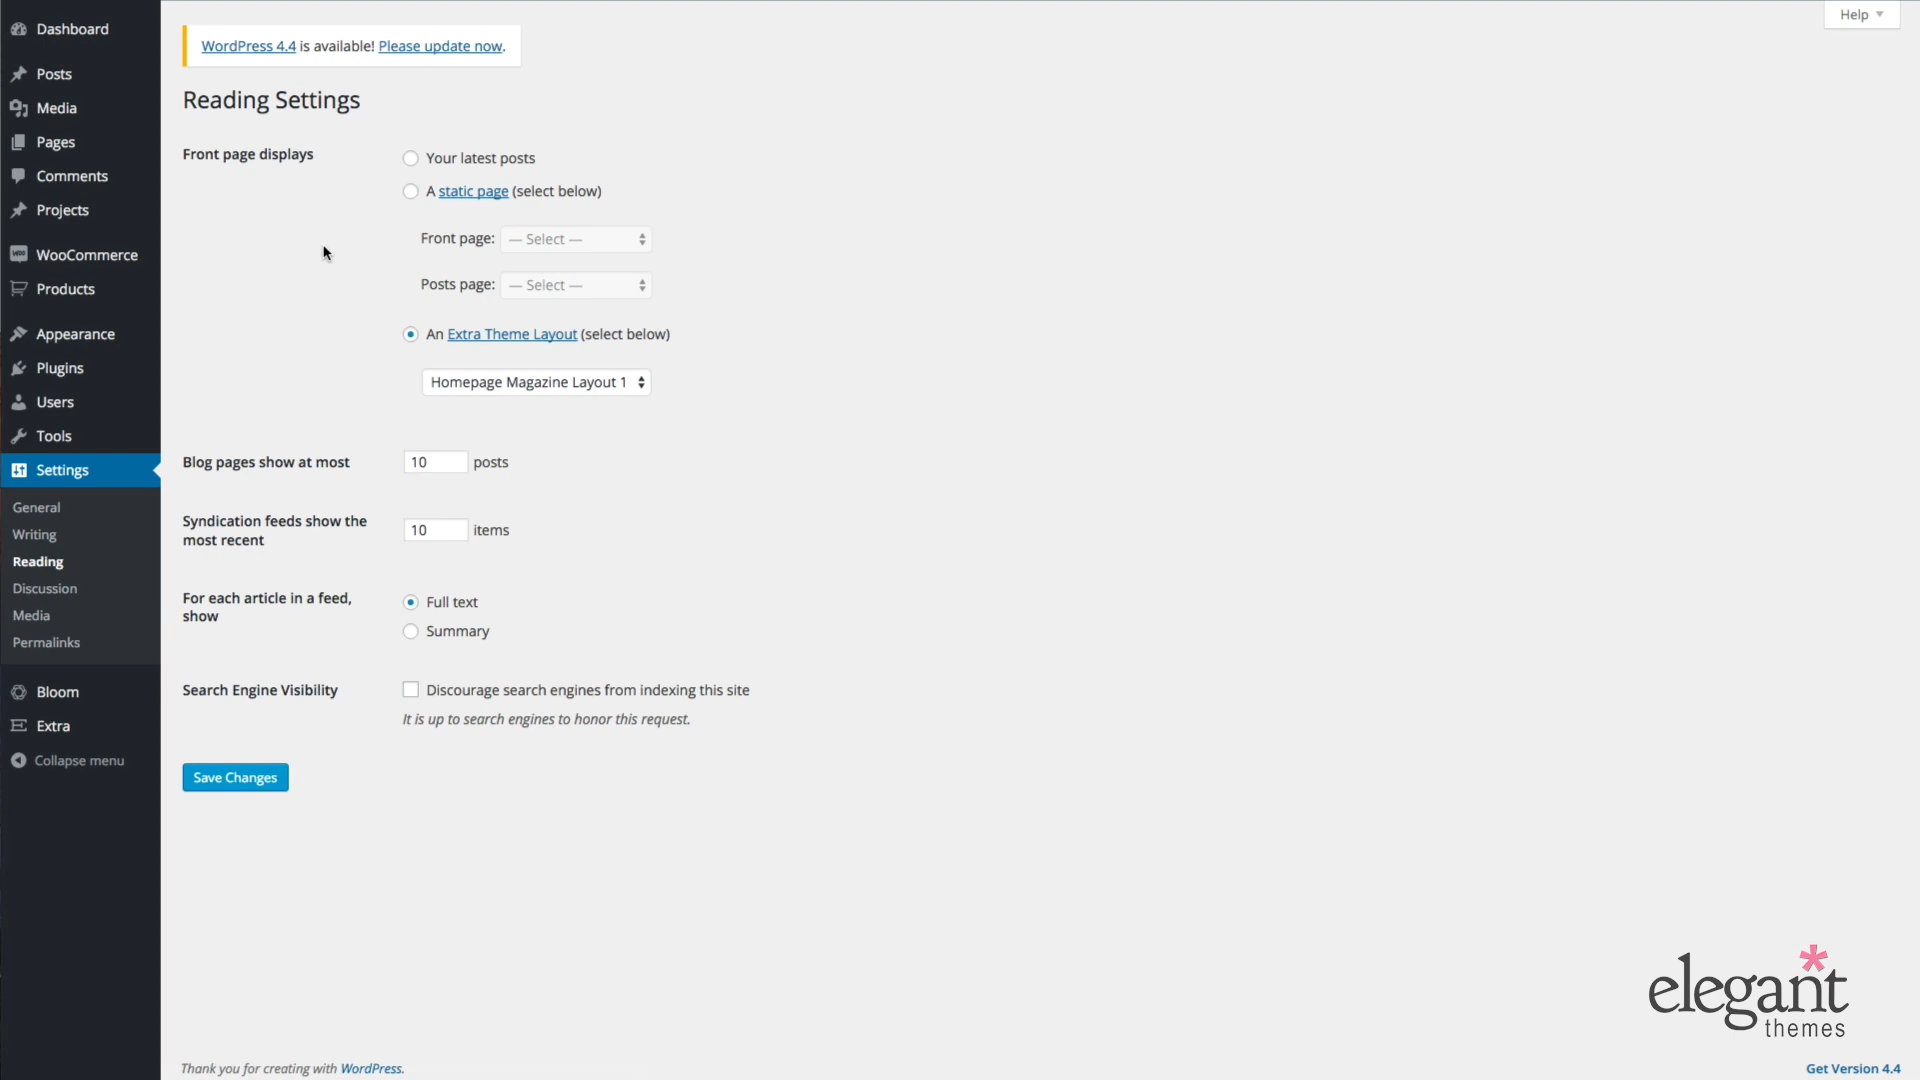 Dashboard
Posts
Media
Pages
Comments
Projects
WooCommerce
Products
Appearance
Plugins
Users
Tools
Settings
General
Writing
Reading
Discussion
Media
Permalinks
Bloom
Extra
Collapse menu
Help
WordPress 4.4 is available! Please update now.
Reading Settings
Front page displays
Your latest posts
A static page (select below)
Front page: — Select —
Posts page: — Select —
An Extra Theme Layout (select below)
Homepage Magazine Layout 1
Blog pages show at most 10 posts
Syndication feeds show the
most recent
10 items
For each article in a feed,
show
Full text
Summary
Search Engine Visibility
Discourage search engines from indexing this site
It is up to search engines to honor this request.
Save Changes
elegant
themes
Thank you for creating with WordPress.
Get Version 4.4